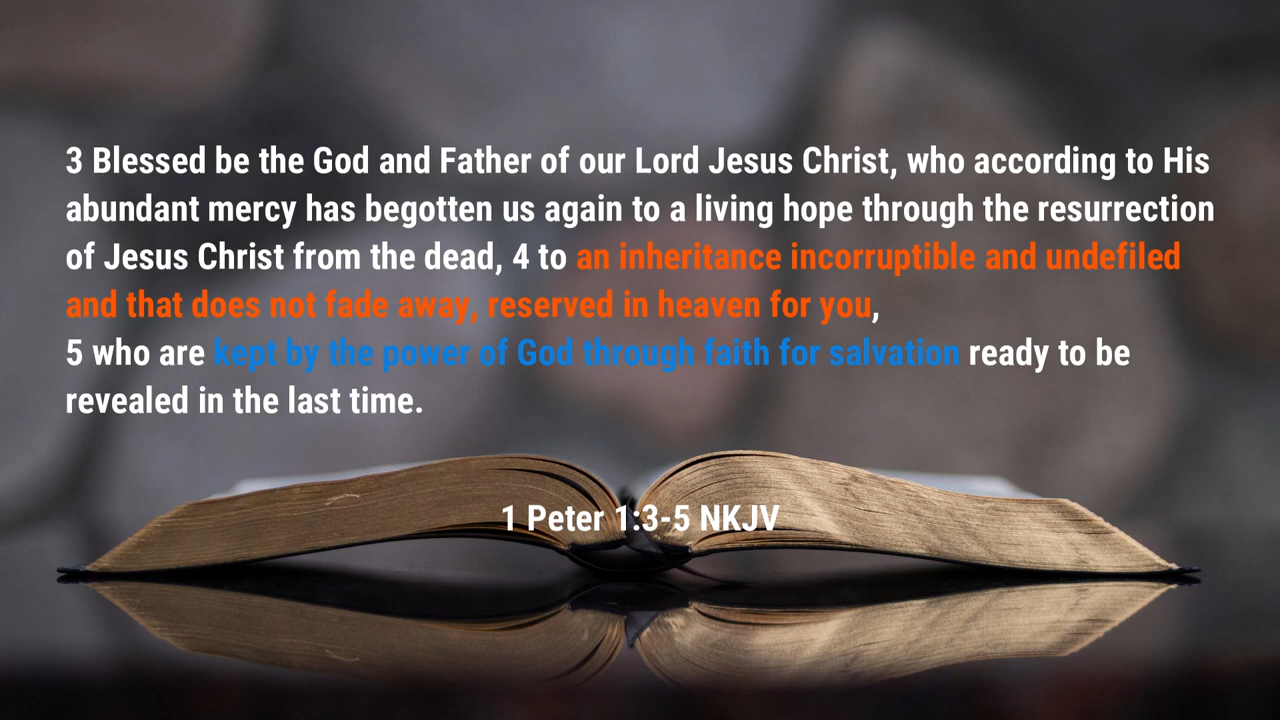 3 Blessed be the God and Father of our Lord Jesus Christ, who according to His
abundant mercy has begotten us again to a living hope through the resurrection
of Jesus Christ from the dead, 4 to an inheritance incorruptible and undefiled
and that does not fade away, reserved in heaven for you,
5 who are kept by the power of God through faith for salvation ready to be
revealed in the last time.
1 Peter 1:3-5 NKJV